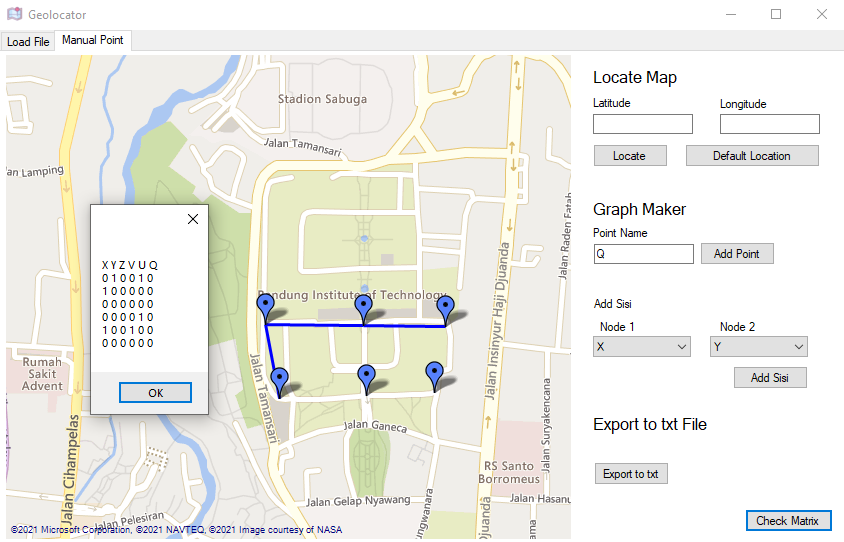 Geolocator
Load File
Manual Point
Stadion Sabuga
Jalan Tamansari
an Lamping
Jalan Raden Patah
Jalan Insinyur Haji Djuanda
Bandung Institute of Technology
Jalan Tamansari
Rumah
Sakit
Advent
Jalan Ganeca
Jalan Cihampelas
Jalan Suryakencana
RS Santo
Borromeus
Jalan Gelap Nyawang
Jalan Hasanu
Jalan Pelesiran
ngwanara
Djuanda
©2021 Microsoft Corporation, ©2021 NAVTEQ, ©2021 Image courtesy of NASA
X Y Z V U Q
0 1 0 0 1 0
1 0 0 0 0 0
0 0 0 0 0 0
0 0 0 0 1 0
1 0 0 1 0 0
0 0 0 0 0 0
OK
Locate Map
Latitude
Longitude
Locate
Default Location
Graph Maker
Point Name
Q
Add Point
Add Sisi
Node 1
Node 2
X
Y
Add Sisi
Export to txt File
Export to txt
Check Matrix